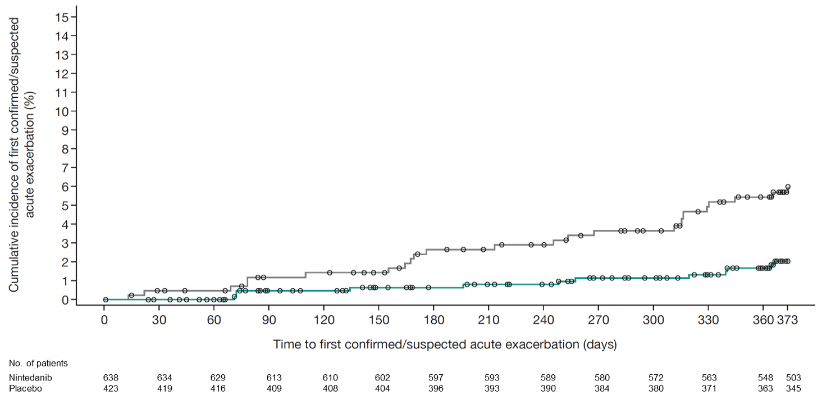 Cumulative incidence of first confirmed/suspected
acute exacerbation (%)
15
14
13
12
11
10
9
8
7
6
5
4
3
2
1
0
0 30 60 90 120 150 180 210 240 270 300 330 360 373
Time to first confirmed/suspected acute exacerbation (days)
No. of patients
Nintedanib 638 634 629 613 610 602 597 593 589 580 572 563 548 503
Placebo 423 419 416 409 408 404 396 393 390 384 380 371 363 345